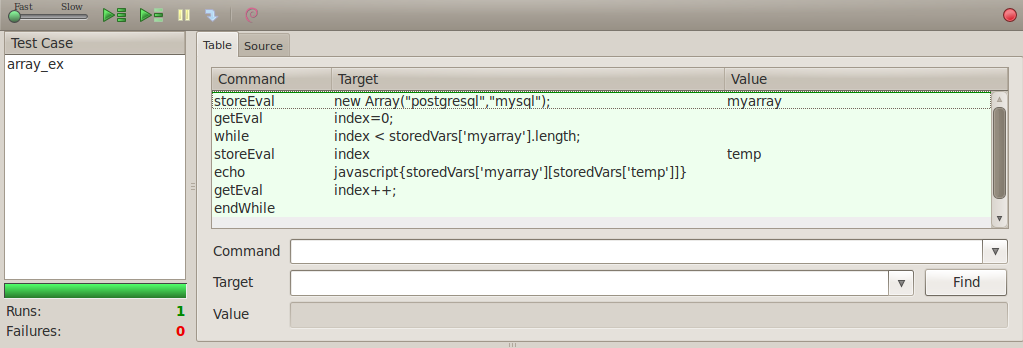 Fast Slow
Test Case
array_ex
Runs: 1
Failures: 0
Table Source
Command Target Value
storeEval new Array("postgresql","mysql"); myarray
getEval index=0;
while index < storedVars['myarray'].length;
storeEval index temp
echo javascript{storedVars['myarray'][storedVars['temp']]}
getEval index++;
endWhile
Command
Target Find
Value